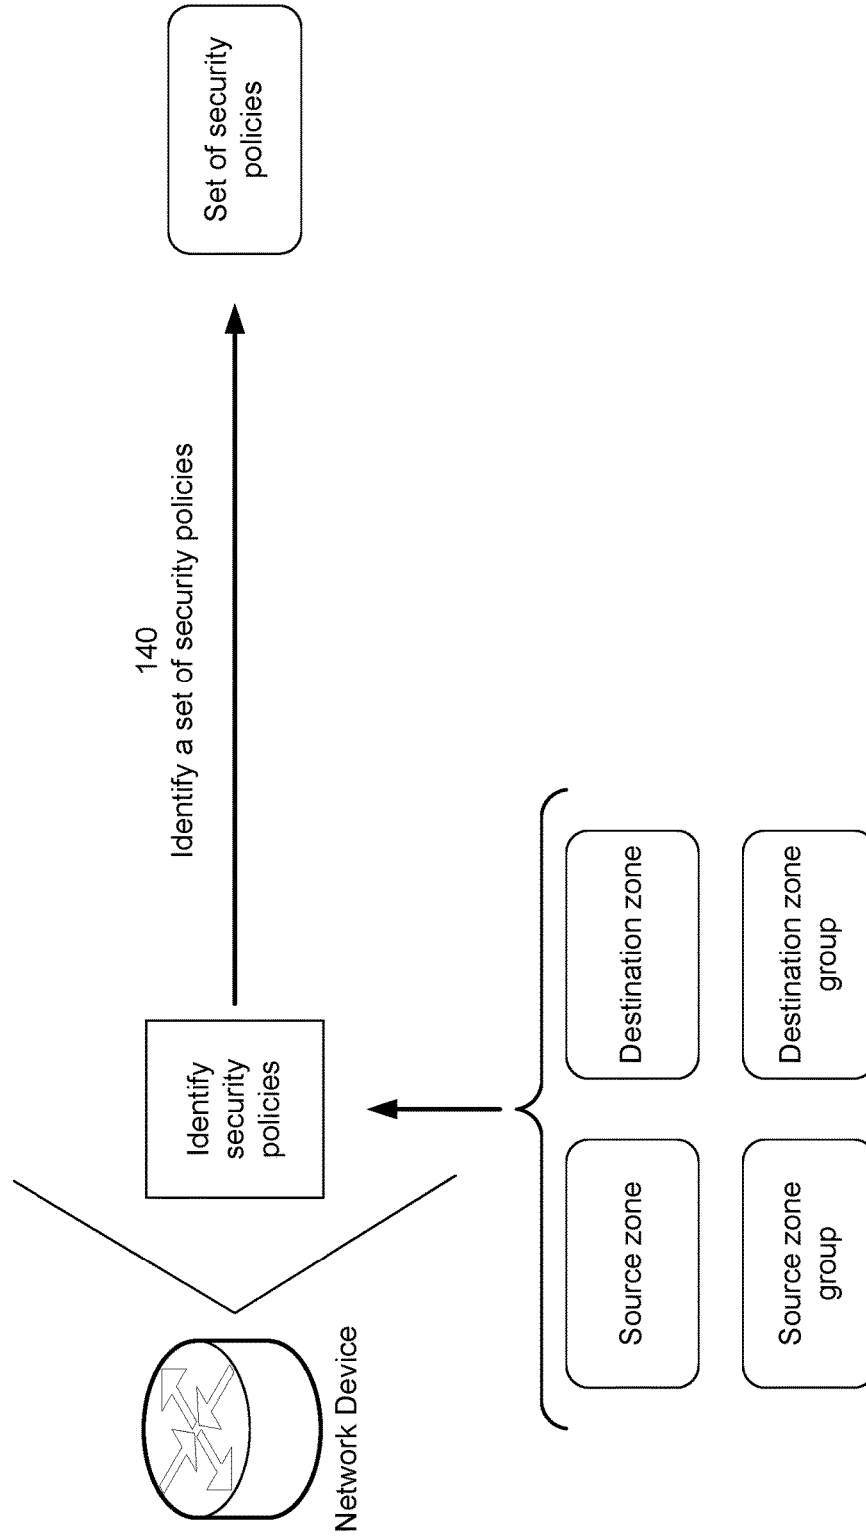 140
Identify a set of security policies
Identify
security
policies
Set of security
policies
Network Device
Source zone
Destination zone
Source zone
group
Destination zone
group